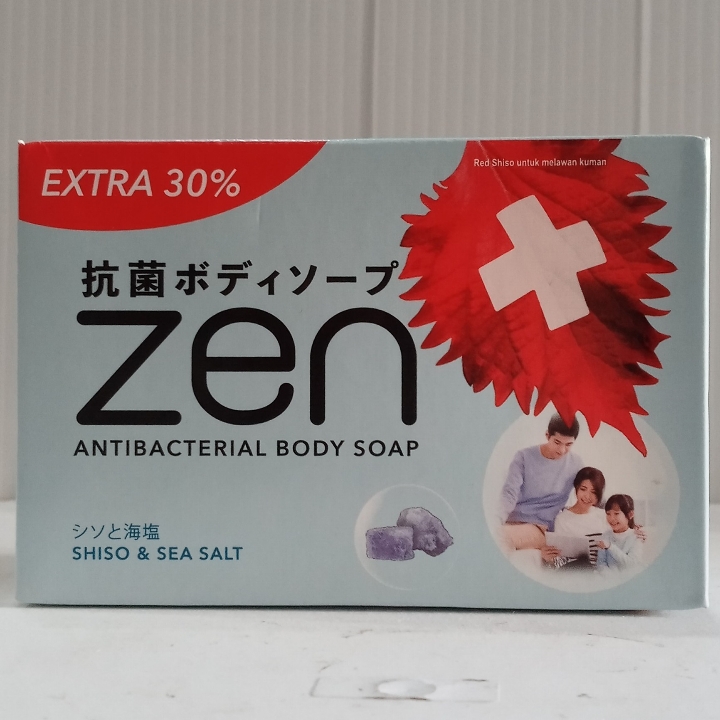 EXTRA 30%
Red Shiso untuk melawan kuman
抗菌ボディソープ
zen
ANTIBACTERIAL BODY SOAP
シソと海塩
SHISO & SEA SALT